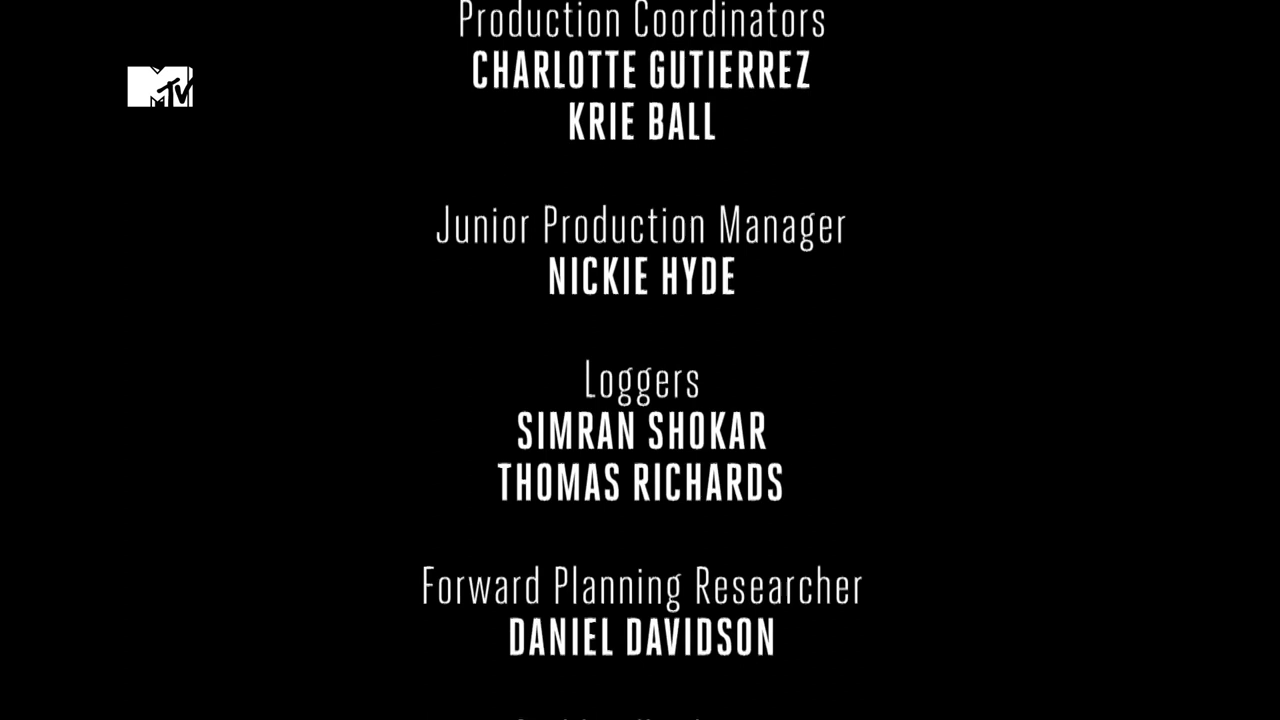 Production Coordinators
MTV
CHARLOTTE GUTIERREZ
KRIE BALL
Junior Production Manager
NICKIE HYDE
Loggers
SIMRAN SHOKAR
THOMAS RICHARDS
Forward Planning Researcher
DANIEL DAVIDSON